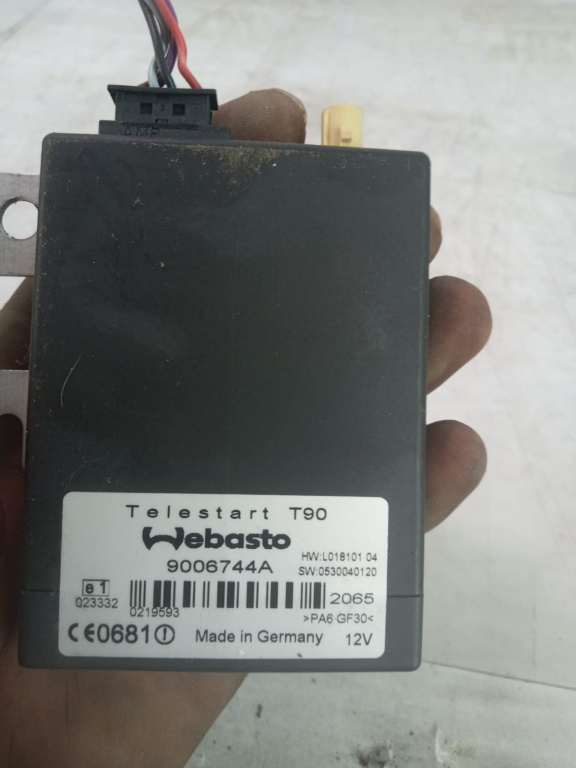 AMP
Telestart T90
Webasto
HW:L018101 04
9006744A
SW:0530040120
e1
023332
0219593
2065
>PA6 GF30<
CE0681
Made in Germany
12V